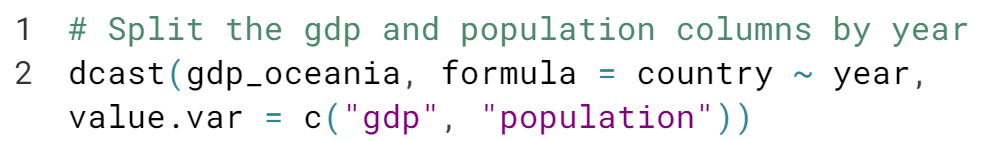 1 # Split the gdp and population columns by year
2 dcast(gdp_oceania, formula = country ~ year,
value.var = c("gdp", "population"))